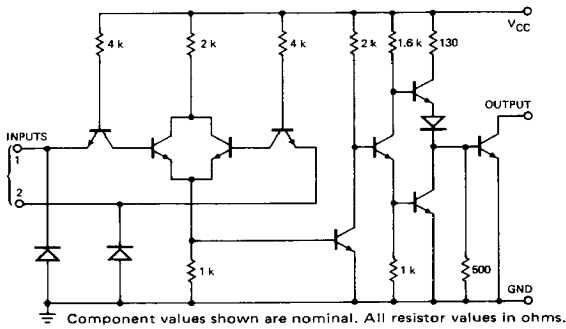 VCC
4 k
2 k
4 k
2 k
1.6 k
130
OUTPUT
INPUTS
1
2
1 k
1 k
500
GND
Component values shown are nominal. All resistor values in ohms.